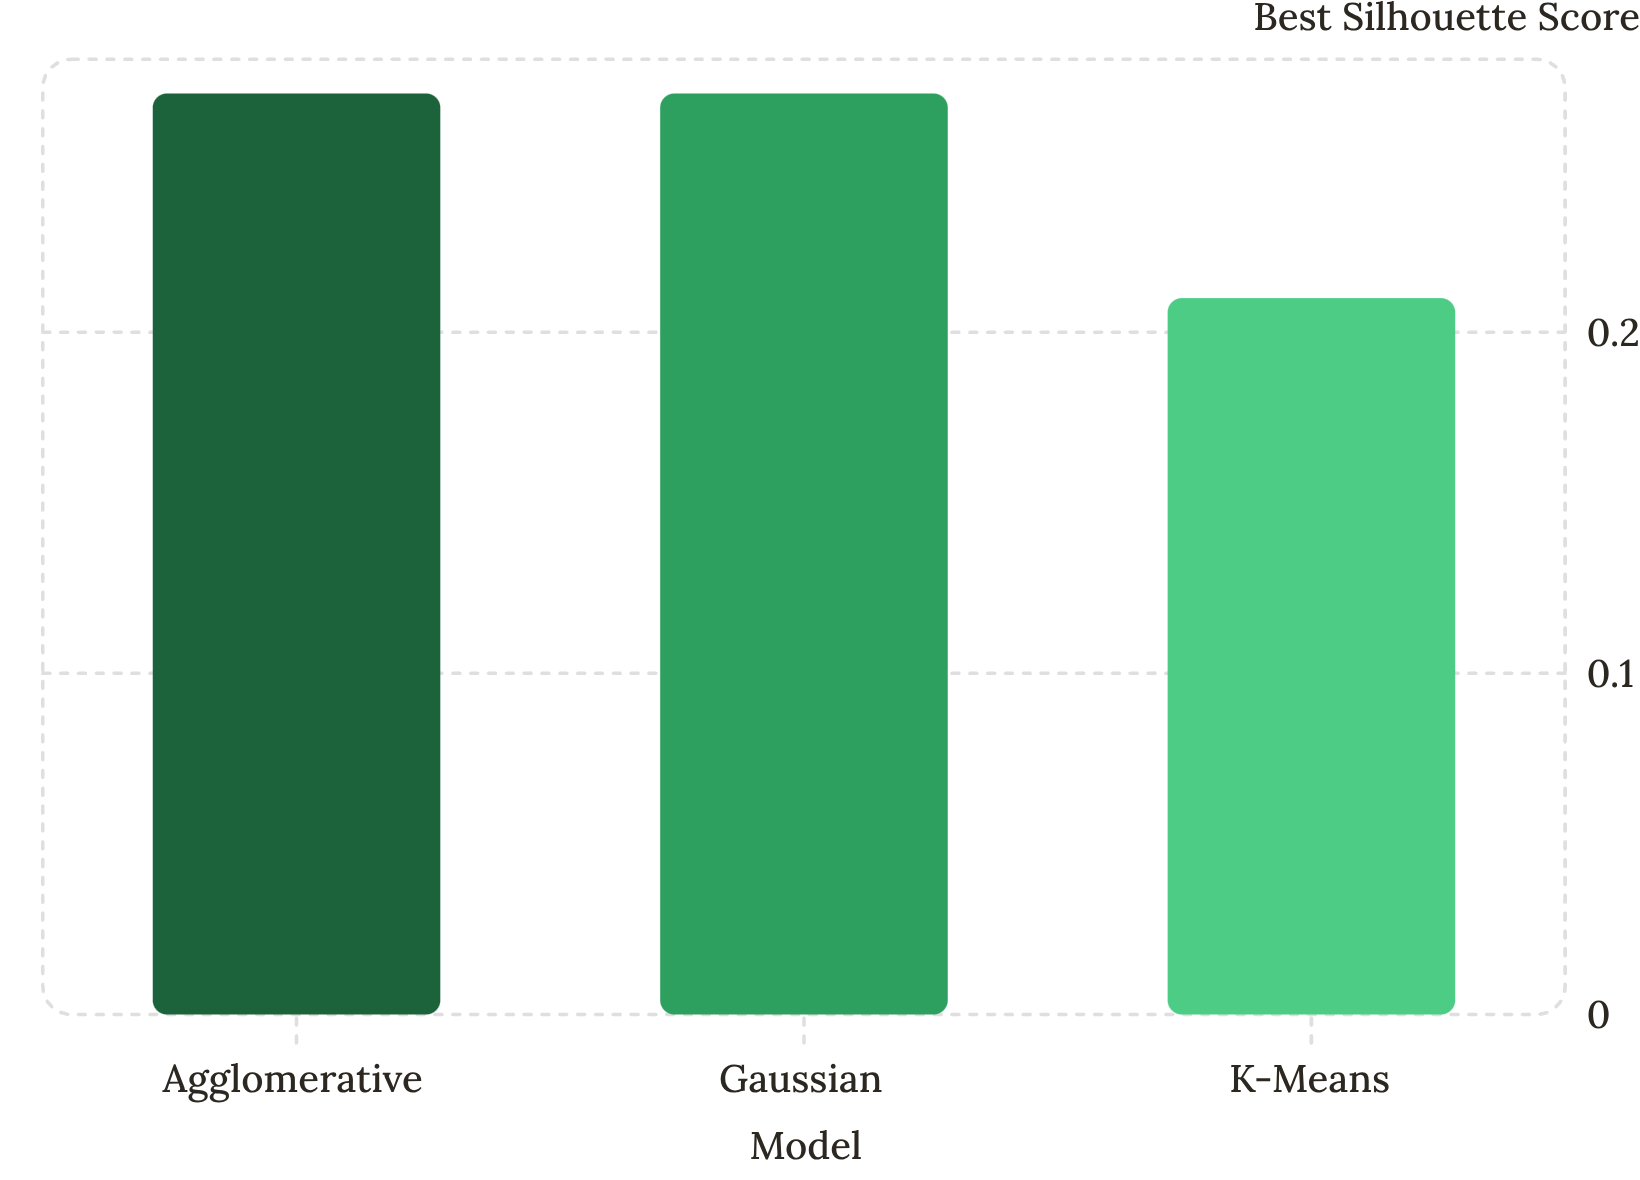 Best Silhouette Score
0.2
0.1
0
Agglomerative
Gaussian
K-Means
Model